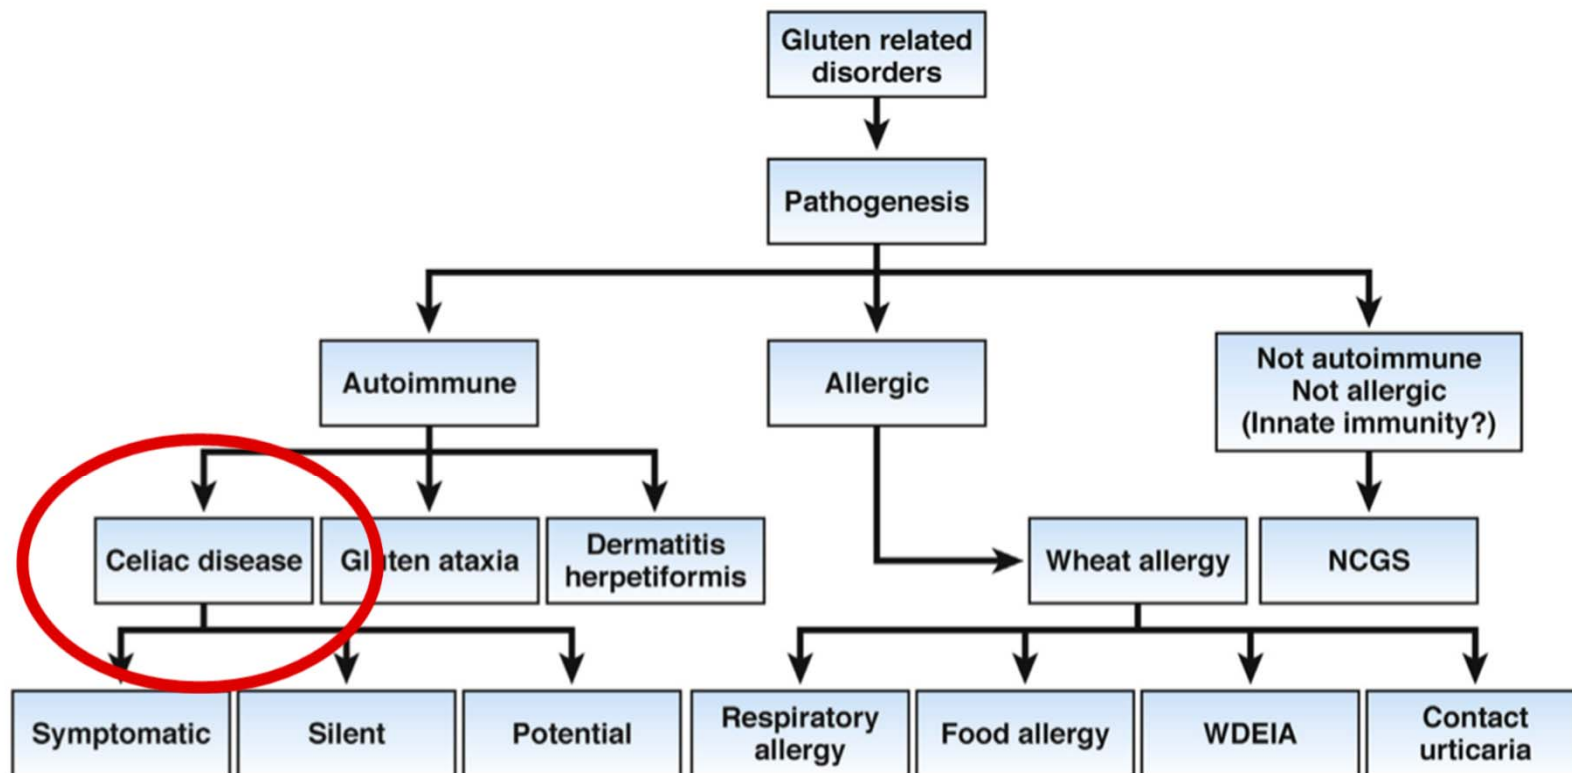 Gluten related
disorders
Pathogenesis
Autoimmune
Allergic
Not autoimmune
Not allergic
(Innate immunity?)
Celiac disease
Gluten ataxia
Dermatitis
herpetiformis
Wheat allergy
NCGS
Symptomatic
Silent
Potential
Respiratory
allergy
Food allergy
WDEIA
Contact
urticaria